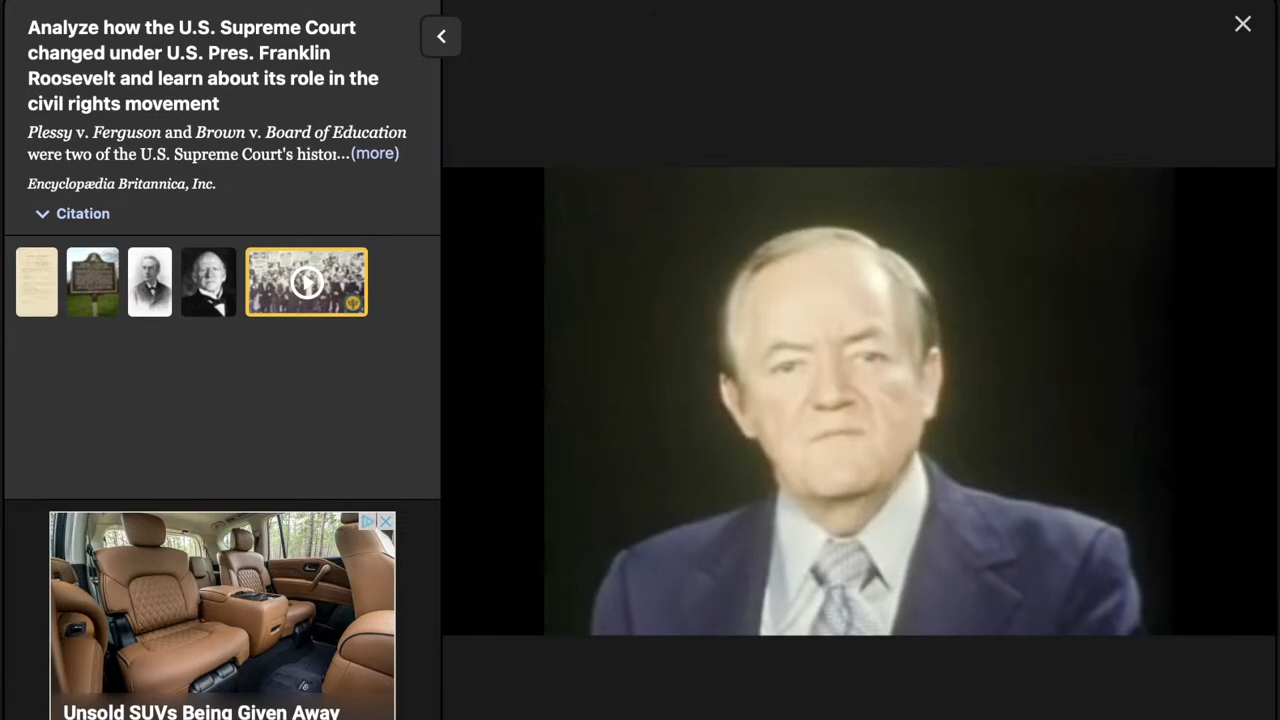 Analyze how the U.S. Supreme Court
changed under U.S. Pres. Franklin
Roosevelt and learn about its role in the
civil rights movement
Plessy v. Ferguson and Brown v. Board of Education
were two of the U.S. Supreme Court's histor...(more)
Encyclopædia Britannica, Inc.
Citation
Unsold SUVs Being Given Away